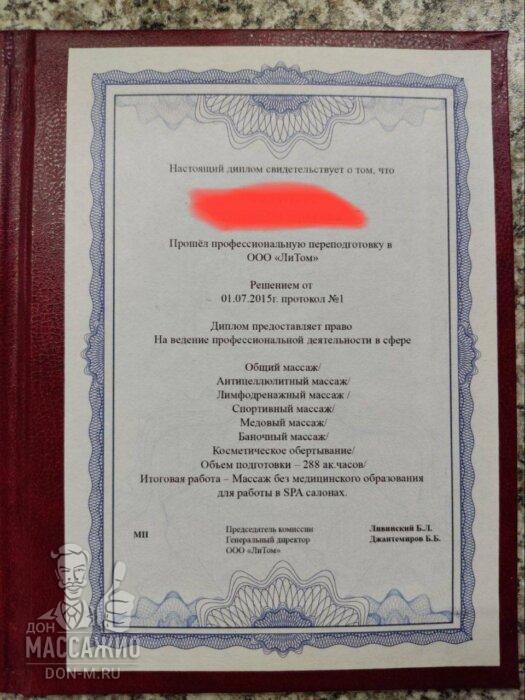 Настоящий диплом свидетельствует о том, что
Прошёл профессиональную переподготовку в
ООО «ЛиТом»
Решением от
01.07.2015г. протокол №1
Диплом предоставляет право
На ведение профессиональной деятельности в сфере
Общий массаж/
Антицеллюлитный массаж/
Лимфодренажный массаж /
Спортивный массаж/
Медовый массаж/
Баночный массаж/
Косметическое обертывание/
Объем подготовки – 288 ак.часов/
Итоговая работа – Массаж без медицинского образования
для работы в SPA салонах.
МП
Председатель комиссии Ливинский Б.Л.
Генеральный директор Джантемиров Б.Б.
ООО «ЛиТом»
ДОН
МАССАЖИО
DON-M.RU